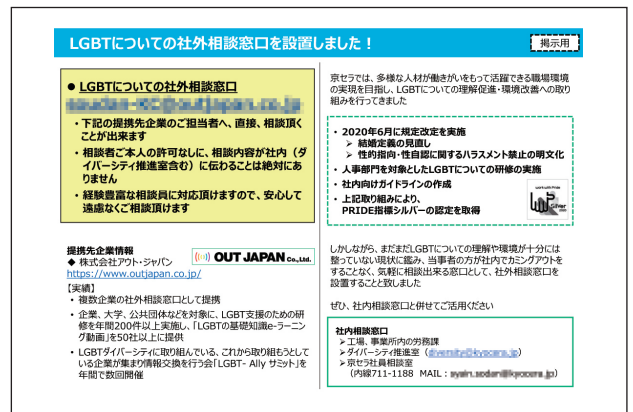 LGBTについての社外相談窓口を設置しました！
掲示用
● LGBTについての社外相談窓口
・下記の提携先企業のご担当者へ、直接、相談頂く
ことが出来ます
・相談者ご本人の許可なしに、相談内容が社内（ダ
イバーシティ推進室含む）に伝わることは絶対にあ
りません
・経験豊富な相談員に対応頂けますので、安心して
遠慮なくご相談頂けます
提携先企業情報
◆ 株式会社アウト・ジャパン
OUT JAPAN Co.,Ltd.
https://www.outjapan.co.jp/
【実績】
・ 複数企業の社外相談窓口として提携
・ 企業、大学、公共団体などを対象に、LGBT支援のための研
修を年間200件以上実施し、「LGBTの基礎知識e-ラーニン
グ動画」を50社以上に提供
・ LGBTダイバーシティに取り組んでいる、これから取り組もうとして
いる企業が集まり情報交換を行う会「LGBT- Ally サミット」を
年間で数回開催
京セラでは、多様な人材が働きがいをもって活躍できる職場環境
の実現を目指し、LGBTについての理解促進・環境改善への取り
組みを行ってきました
・ 2020年6月に規定改定を実施
➢ 結婚定義の見直し
➢ 性的指向・性自認に関するハラスメント禁止の明文化
・ 人事部門を対象としたLGBTについての研修の実施
・ 社内向けガイドラインの作成
・ 上記取り組みにより、
PRIDE指標シルバーの認定を取得
work with Pride
Silver
しかしながら、まだまだLGBTについての理解や環境が十分には
整っていない現状に鑑み、当事者の方が社内でカミングアウトを
することなく、気軽に相談出来る窓口として、社外相談窓口を
設置することと致しました
ぜひ、社内相談窓口と併せてご活用ください
社内相談窓口
➢工場、事業所内の労務課
➢ダイバーシティ推進室（
➢京セラ社員相談室
（内線711-1188 MAIL：